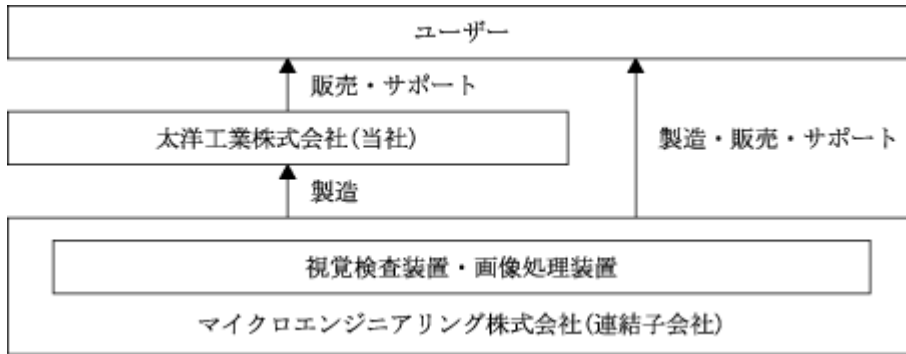 ユーザー
販売・サポート
太洋工業株式会社(当社)
製造・販売・サポート
製造
視覚検査装置・画像処理装置
マイクロエンジニアリング株式会社(連結子会社)